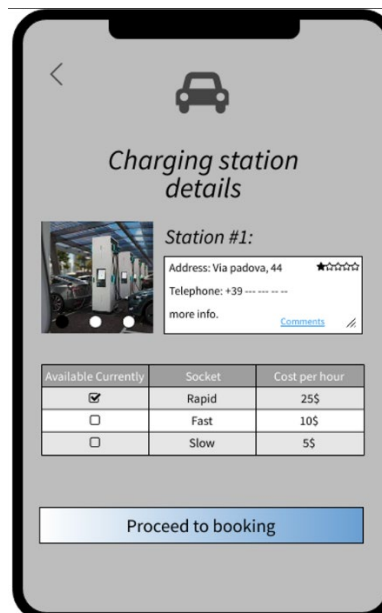 Charging station
details
Station #1:
Address: Via padova, 44
Telephone: +39 --- --- -- --
more info.
Comments
Available Currently Socket Cost per hour
Rapid 25$
Fast 10$
Slow 5$
Proceed to booking